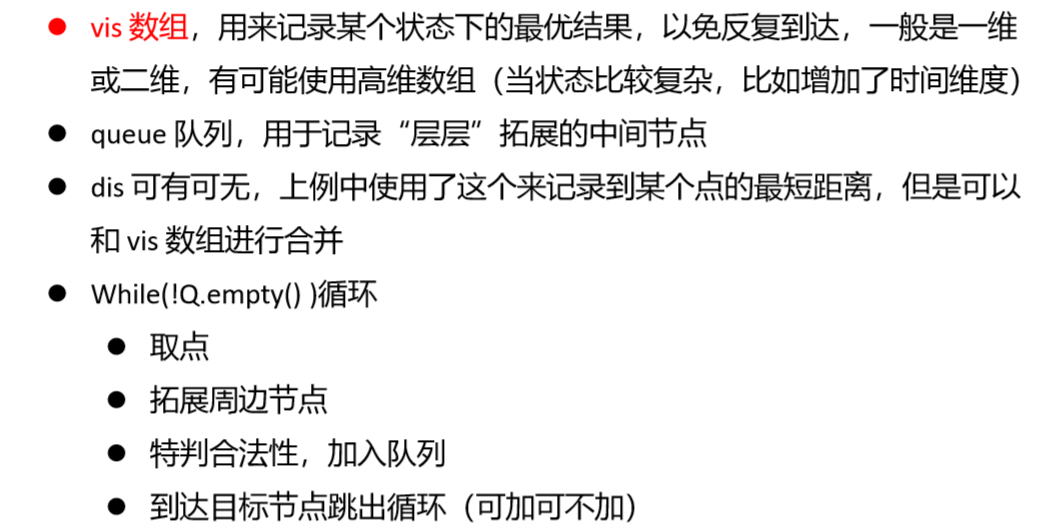 ● vis 数组，用来记录某个状态下的最优结果，以免反复到达，一般是一维
或二维，有可能使用高维数组（当状态比较复杂，比如增加了时间维度）
● queue 队列，用于记录“层层”拓展的中间节点
● dis 可有可无，上例中使用了这个来记录到某个点的最短距离，但是可以
和 vis 数组进行合并
● While(!Q.empty() )循环
● 取点
● 拓展周边节点
● 特判合法性，加入队列
● 到达目标节点跳出循环（可加可不加）